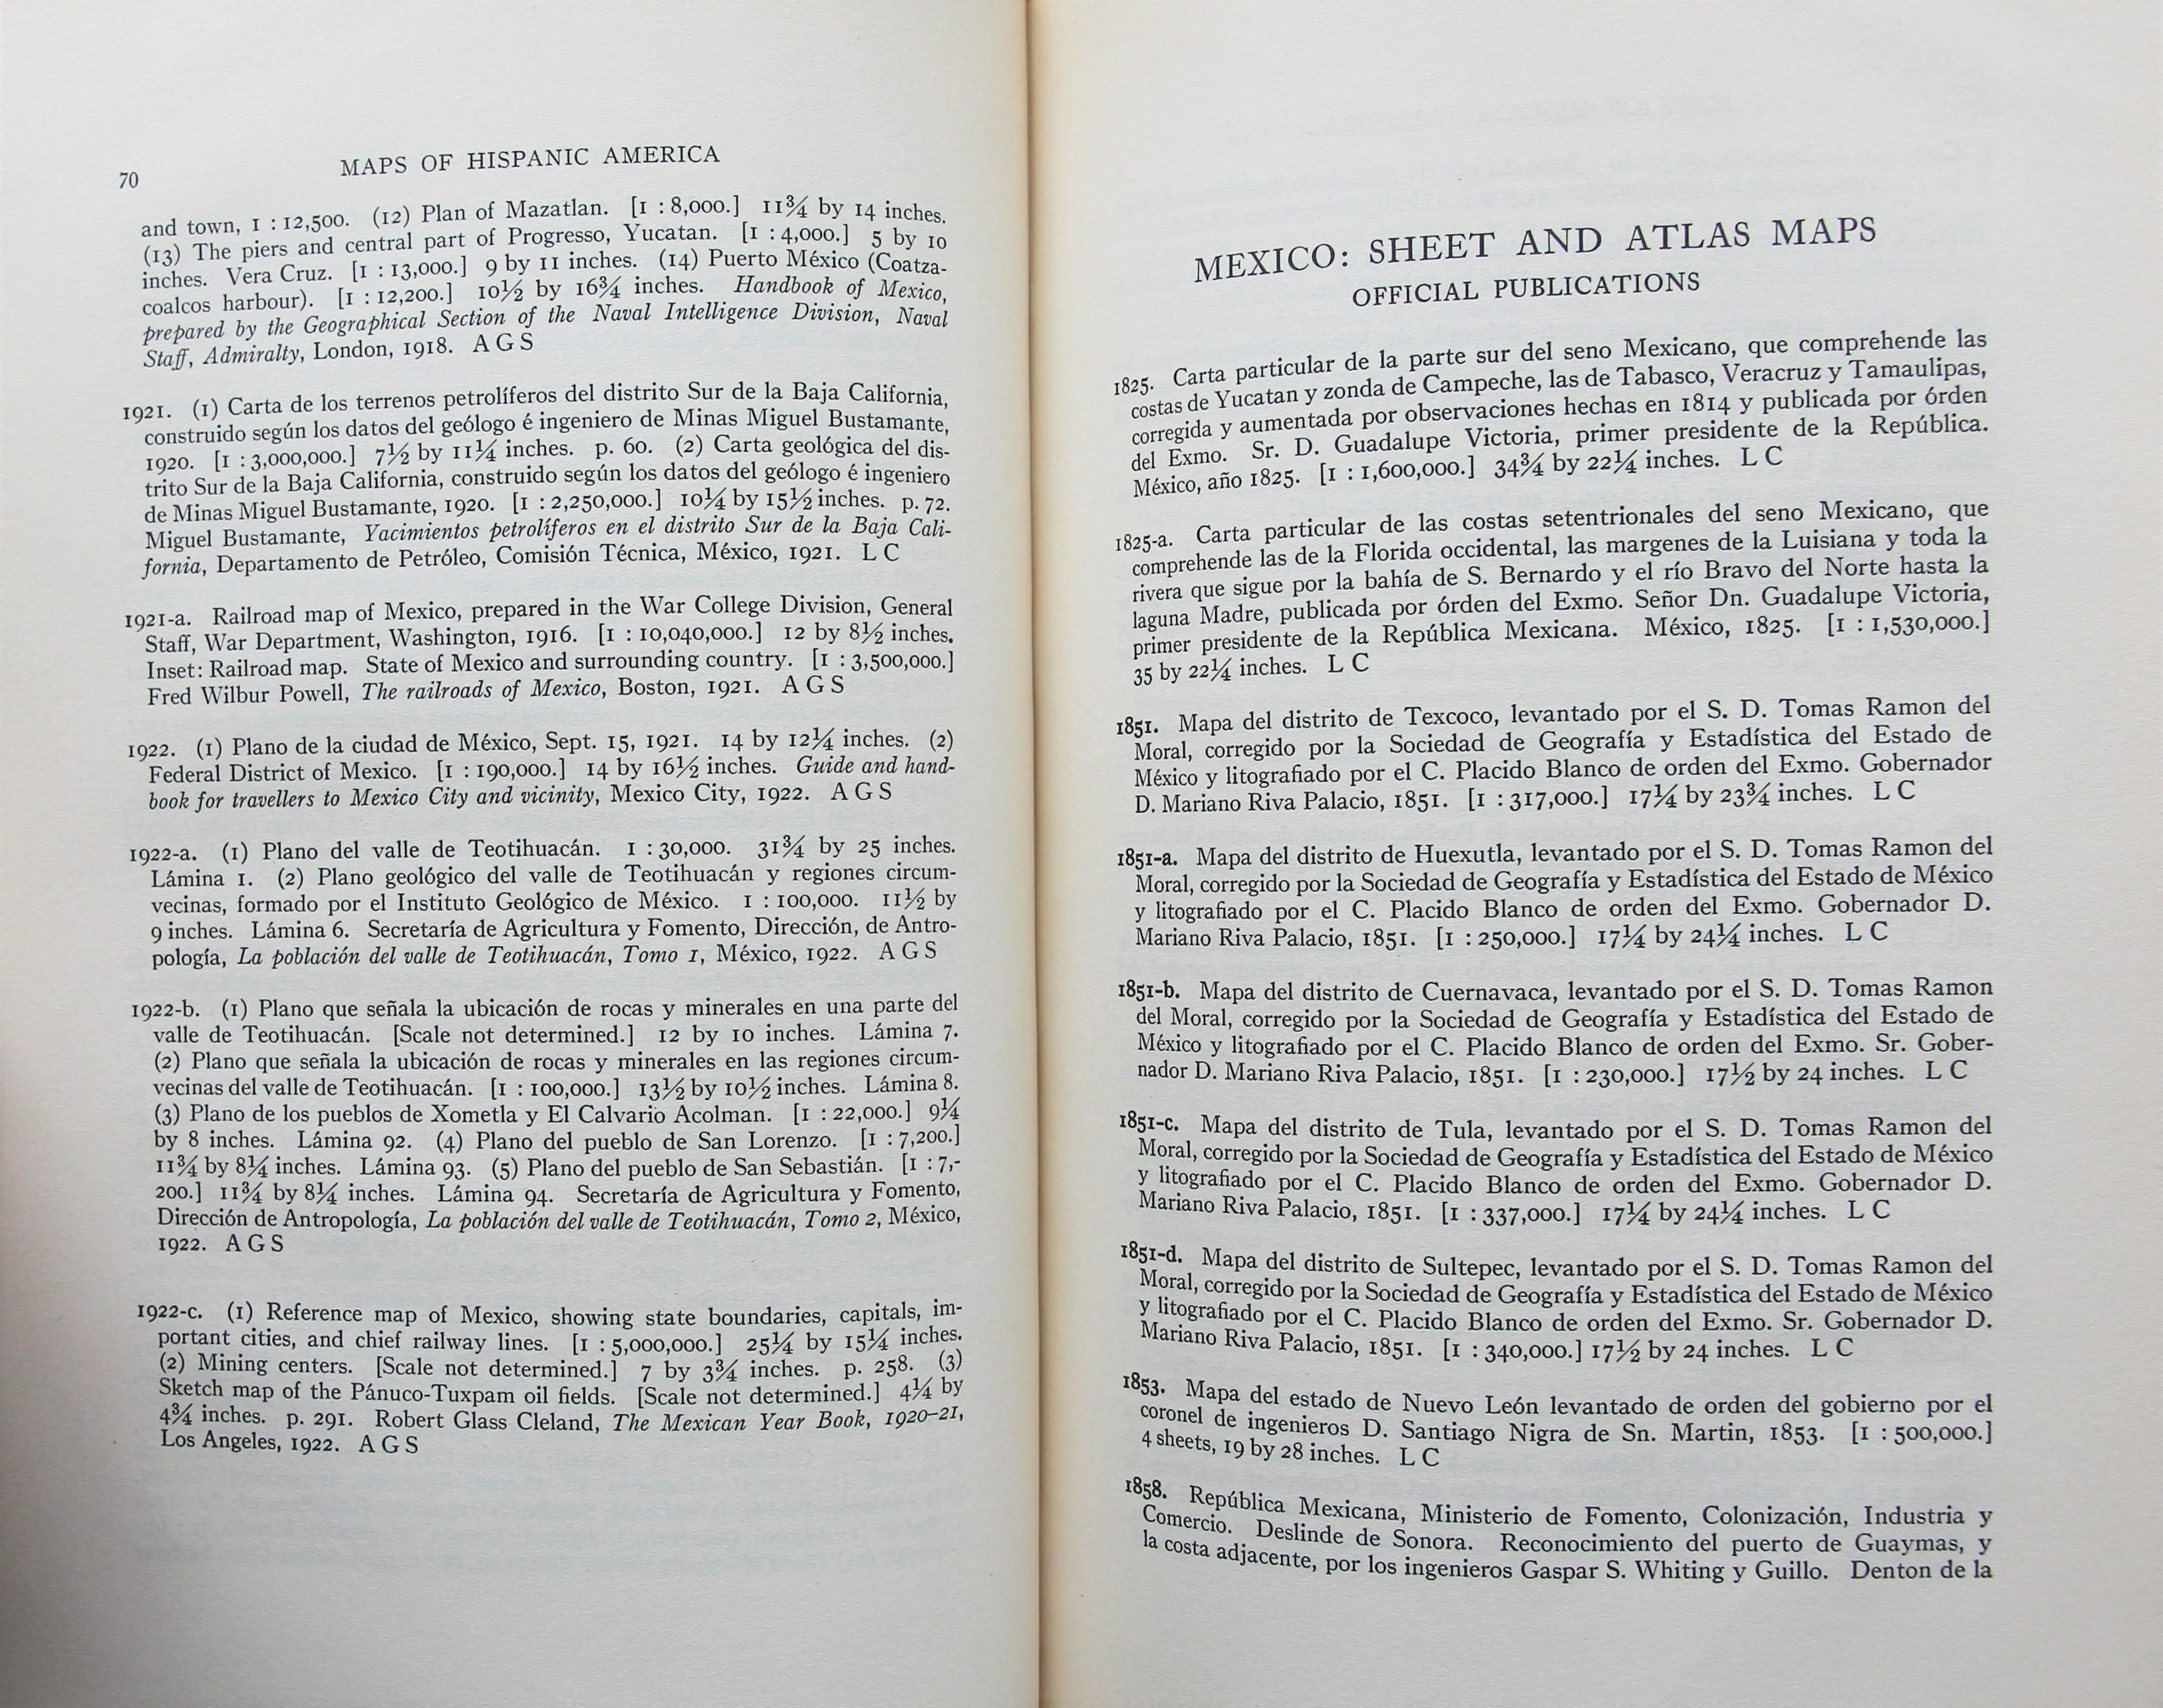 70
MAPS OF HISPANIC AMERICA
and town, 1 : 12,500. (12) Plan of Mazatlan. [1 : 8,000.] 11¾ by 14 inches.
(13) The piers and central part of Progresso, Yucatan. [1 : 4,000.] 5 by 10
inches. Vera Cruz. [1 : 13,000.] 9 by 11 inches. (14) Puerto México (Coatza-
coalcos harbour). [1 : 12,200.] 10½ by 16¾ inches. Handbook of Mexico,
prepared by the Geographical Section of the Naval Intelligence Division, Naval
Staff, Admiralty, London, 1918. A G S
1921. (1) Carta de los terrenos petrolíferos del distrito Sur de la Baja California,
construido según los datos del geólogo é ingeniero de Minas Miguel Bustamante,
1920. [1 : 3,000,000.] 7½ by 11¼ inches. p. 60. (2) Carta geológica del dis-
trito Sur de la Baja California, construido según los datos del geólogo é ingeniero
de Minas Miguel Bustamante, 1920. [1 : 2,250,000.] 10¼ by 15½ inches. p. 72.
Miguel Bustamante, Yacimientos petrolíferos en el distrito Sur de la Baja Cali-
fornia, Departamento de Petróleo, Comisión Técnica, México, 1921. L C
1921-a. Railroad map of Mexico, prepared in the War College Division, General
Staff, War Department, Washington, 1916. [1 : 10,040,000.] 12 by 8½ inches.
Inset: Railroad map. State of Mexico and surrounding country. [1 : 3,500,000.]
Fred Wilbur Powell, The railroads of Mexico, Boston, 1921. A G S
1922. (1) Plano de la ciudad de México, Sept. 15, 1921. 14 by 12¼ inches. (2)
Federal District of Mexico. [1 : 190,000.] 14 by 16½ inches. Guide and hand-
book for travellers to Mexico City and vicinity, Mexico City, 1922. A G S
1922-a. (1) Plano del valle de Teotihuacán. 1 : 30,000. 31¾ by 25 inches.
Lámina 1. (2) Plano geológico del valle de Teotihuacán y regiones circum-
vecinas, formado por el Instituto Geológico de México. 1 : 100,000. 11½ by
9 inches. Lámina 6. Secretaría de Agricultura y Fomento, Dirección, de Antro-
pología, La población del valle de Teotihuacán, Tomo 1, México, 1922. A G S
1922-b. (1) Plano que señala la ubicación de rocas y minerales en una parte del
valle de Teotihuacán. [Scale not determined.] 12 by 10 inches. Lámina 7.
(2) Plano que señala la ubicación de rocas y minerales en las regiones circum-
vecinas del valle de Teotihuacán. [1 : 100,000.] 13½ by 10½ inches. Lámina 8.
(3) Plano de los pueblos de Xometla y El Calvario Acolman. [1 : 22,000.] 9¼
by 8 inches. Lámina 92. (4) Plano del pueblo de San Lorenzo. [1 : 7,200.]
11¾ by 8¼ inches. Lámina 93. (5) Plano del pueblo de San Sebastián. [1 : 7,-
200.] 11¾ by 8¼ inches. Lámina 94. Secretaría de Agricultura y Fomento,
Dirección de Antropología, La población del valle de Teotihuacán, Tomo 2, México,
1922. A G S
1922-c. (1) Reference map of Mexico, showing state boundaries, capitals, im-
portant cities, and chief railway lines. [1 : 5,000,000.] 25¼ by 15¼ inches.
(2) Mining centers. [Scale not determined.] 7 by 3¾ inches. p. 258. (3)
Sketch map of the Pánuco-Tuxpam oil fields. [Scale not determined.] 4¼ by
4¾ inches. p. 291. Robert Glass Cleland, The Mexican Year Book, 1920–21,
Los Angeles, 1922. A G S
MEXICO: SHEET AND ATLAS MAPS
OFFICIAL PUBLICATIONS
1825. Carta particular de la parte sur del seno Mexicano, que comprehende las
costas de Yucatan y zonda de Campeche, las de Tabasco, Veracruz y Tamaulipas,
corregida y aumentada por observaciones hechas en 1814 y publicada por órden
del Exmo. Sr. D. Guadalupe Victoria, primer presidente de la República.
México, año 1825. [1 : 1,600,000.] 34¾ by 22¼ inches. L C
1825-a. Carta particular de las costas setentrionales del seno Mexicano, que
comprehende las de la Florida occidental, las margenes de la Luisiana y toda la
rivera que sigue por la bahía de S. Bernardo y el río Bravo del Norte hasta la
laguna Madre, publicada por órden del Exmo. Señor Dn. Guadalupe Victoria,
primer presidente de la República Mexicana. México, 1825. [1 : 1,530,000.]
35 by 22¼ inches. L C
1851. Mapa del distrito de Texcoco, levantado por el S. D. Tomas Ramon del
Moral, corregido por la Sociedad de Geografía y Estadística del Estado de
México y litografiado por el C. Placido Blanco de orden del Exmo. Gobernador
D. Mariano Riva Palacio, 1851. [1 : 317,000.] 17¼ by 23¾ inches. L C
1851-a. Mapa del distrito de Huexutla, levantado por el S. D. Tomas Ramon del
Moral, corregido por la Sociedad de Geografía y Estadística del Estado de México
y litografiado por el C. Placido Blanco de orden del Exmo. Gobernador D.
Mariano Riva Palacio, 1851. [1 : 250,000.] 17¼ by 24¼ inches. L C
1851-b. Mapa del distrito de Cuernavaca, levantado por el S. D. Tomas Ramon
del Moral, corregido por la Sociedad de Geografía y Estadística del Estado de
México y litografiado por el C. Placido Blanco de orden del Exmo. Sr. Gober-
nador D. Mariano Riva Palacio, 1851. [1 : 230,000.] 17½ by 24 inches. L C
1851-c. Mapa del distrito de Tula, levantado por el S. D. Tomas Ramon del
Moral, corregido por la Sociedad de Geografía y Estadística del Estado de México
y litografiado por el C. Placido Blanco de orden del Exmo. Gobernador D.
Mariano Riva Palacio, 1851. [1 : 337,000.] 17¼ by 24¼ inches. L C
1851-d. Mapa del distrito de Sultepec, levantado por el S. D. Tomas Ramon del
Moral, corregido por la Sociedad de Geografía y Estadística del Estado de México
y litografiado por el C. Placido Blanco de orden del Exmo. Sr. Gobernador D.
Mariano Riva Palacio, 1851. [1 : 340,000.] 17½ by 24 inches. L C
1853. Mapa del estado de Nuevo León levantado de orden del gobierno por el
coronel de ingenieros D. Santiago Nigra de Sn. Martin, 1853. [1 : 500,000.]
4 sheets, 19 by 28 inches. L C
1858. República Mexicana, Ministerio de Fomento, Colonización, Industria y
Comercio. Deslinde de Sonora. Reconocimiento del puerto de Guaymas, y
la costa adjacente, por los ingenieros Gaspar S. Whiting y Guillo. Denton de la